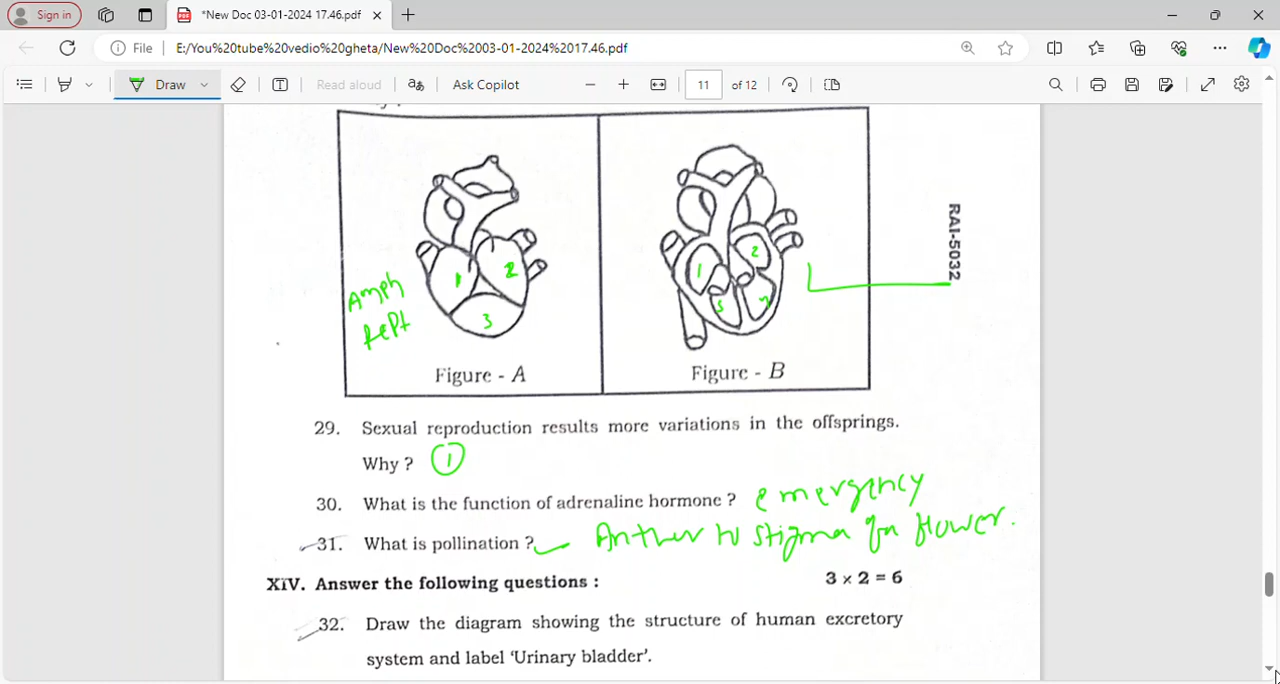 Sign in
*New Doc 03-01-2024 17.46.pdf
File
E:/You%20tube%20vedio%20gheta/New%20Doc%2003-01-2024%2017.46.pdf
Draw
Read aloud
aあ
Ask Copilot
11 of 12
1 2
3
Amph
Rept
Figure - A
1 2
Figure - B
RAI-5032
29. Sexual reproduction results more variations in the offsprings.
Why ? 1
30. What is the function of adrenaline hormone ? emergency
31. What is pollination ? Anther to stigma of a flower.
XIV. Answer the following questions :
3 × 2 = 6
32. Draw the diagram showing the structure of human excretory
system and label 'Urinary bladder'.